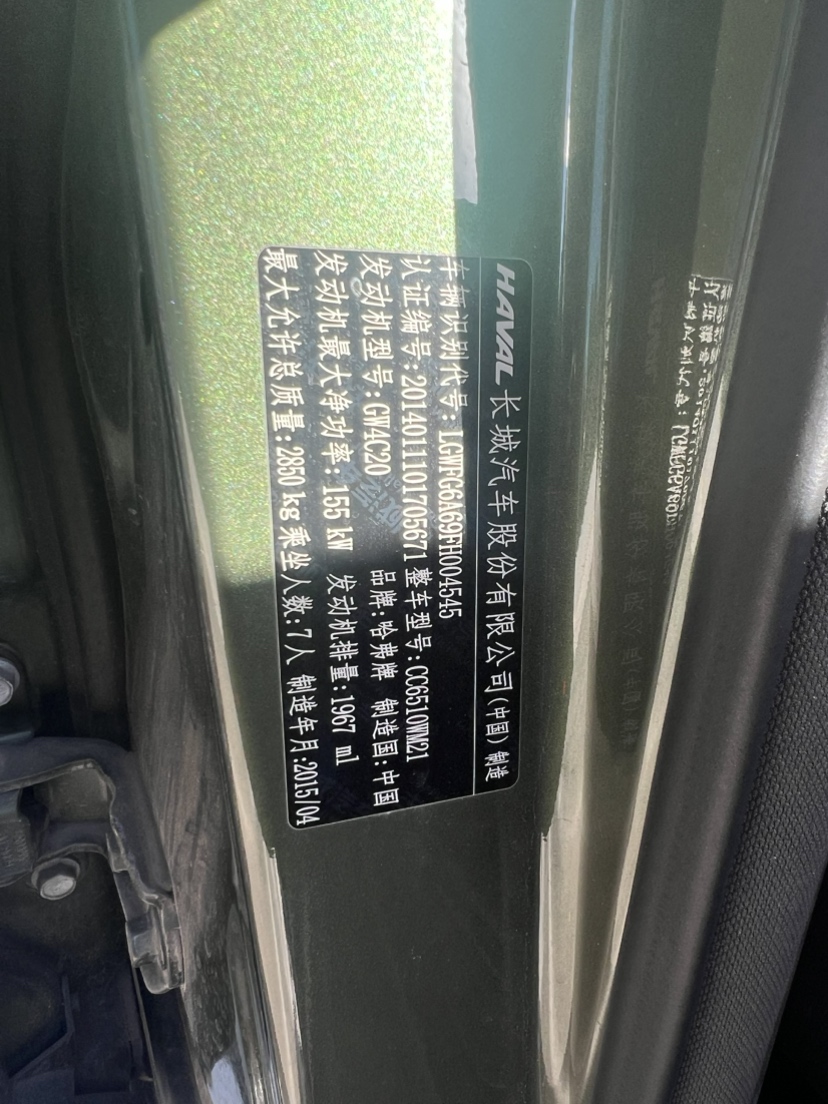 HAVAL 长城汽车股份有限公司(中国) 制造
车辆识别代号: LGWFG6A69FH004545
认证编号: 2014011101705671 整车型号: CC6510WM21
发动机型号: GW4C20 品牌: 哈弗牌 制造国: 中国
发动机最大净功率: 155 kW 发动机排量: 1967 ml
最大允许总质量: 2850 kg 乘坐人数: 7人 制造年月: 2015/04